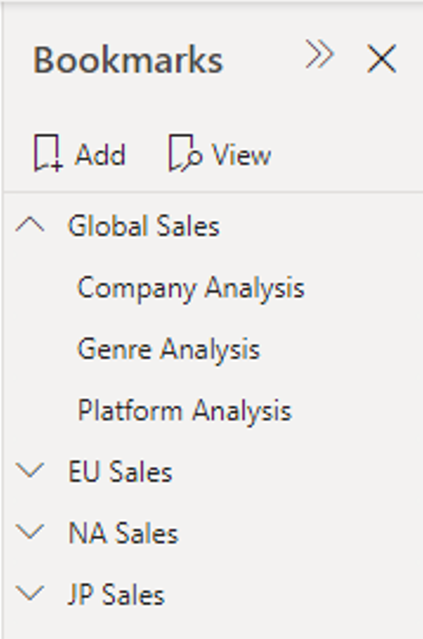 Bookmarks
Add View
Global Sales
Company Analysis
Genre Analysis
Platform Analysis
EU Sales
NA Sales
JP Sales